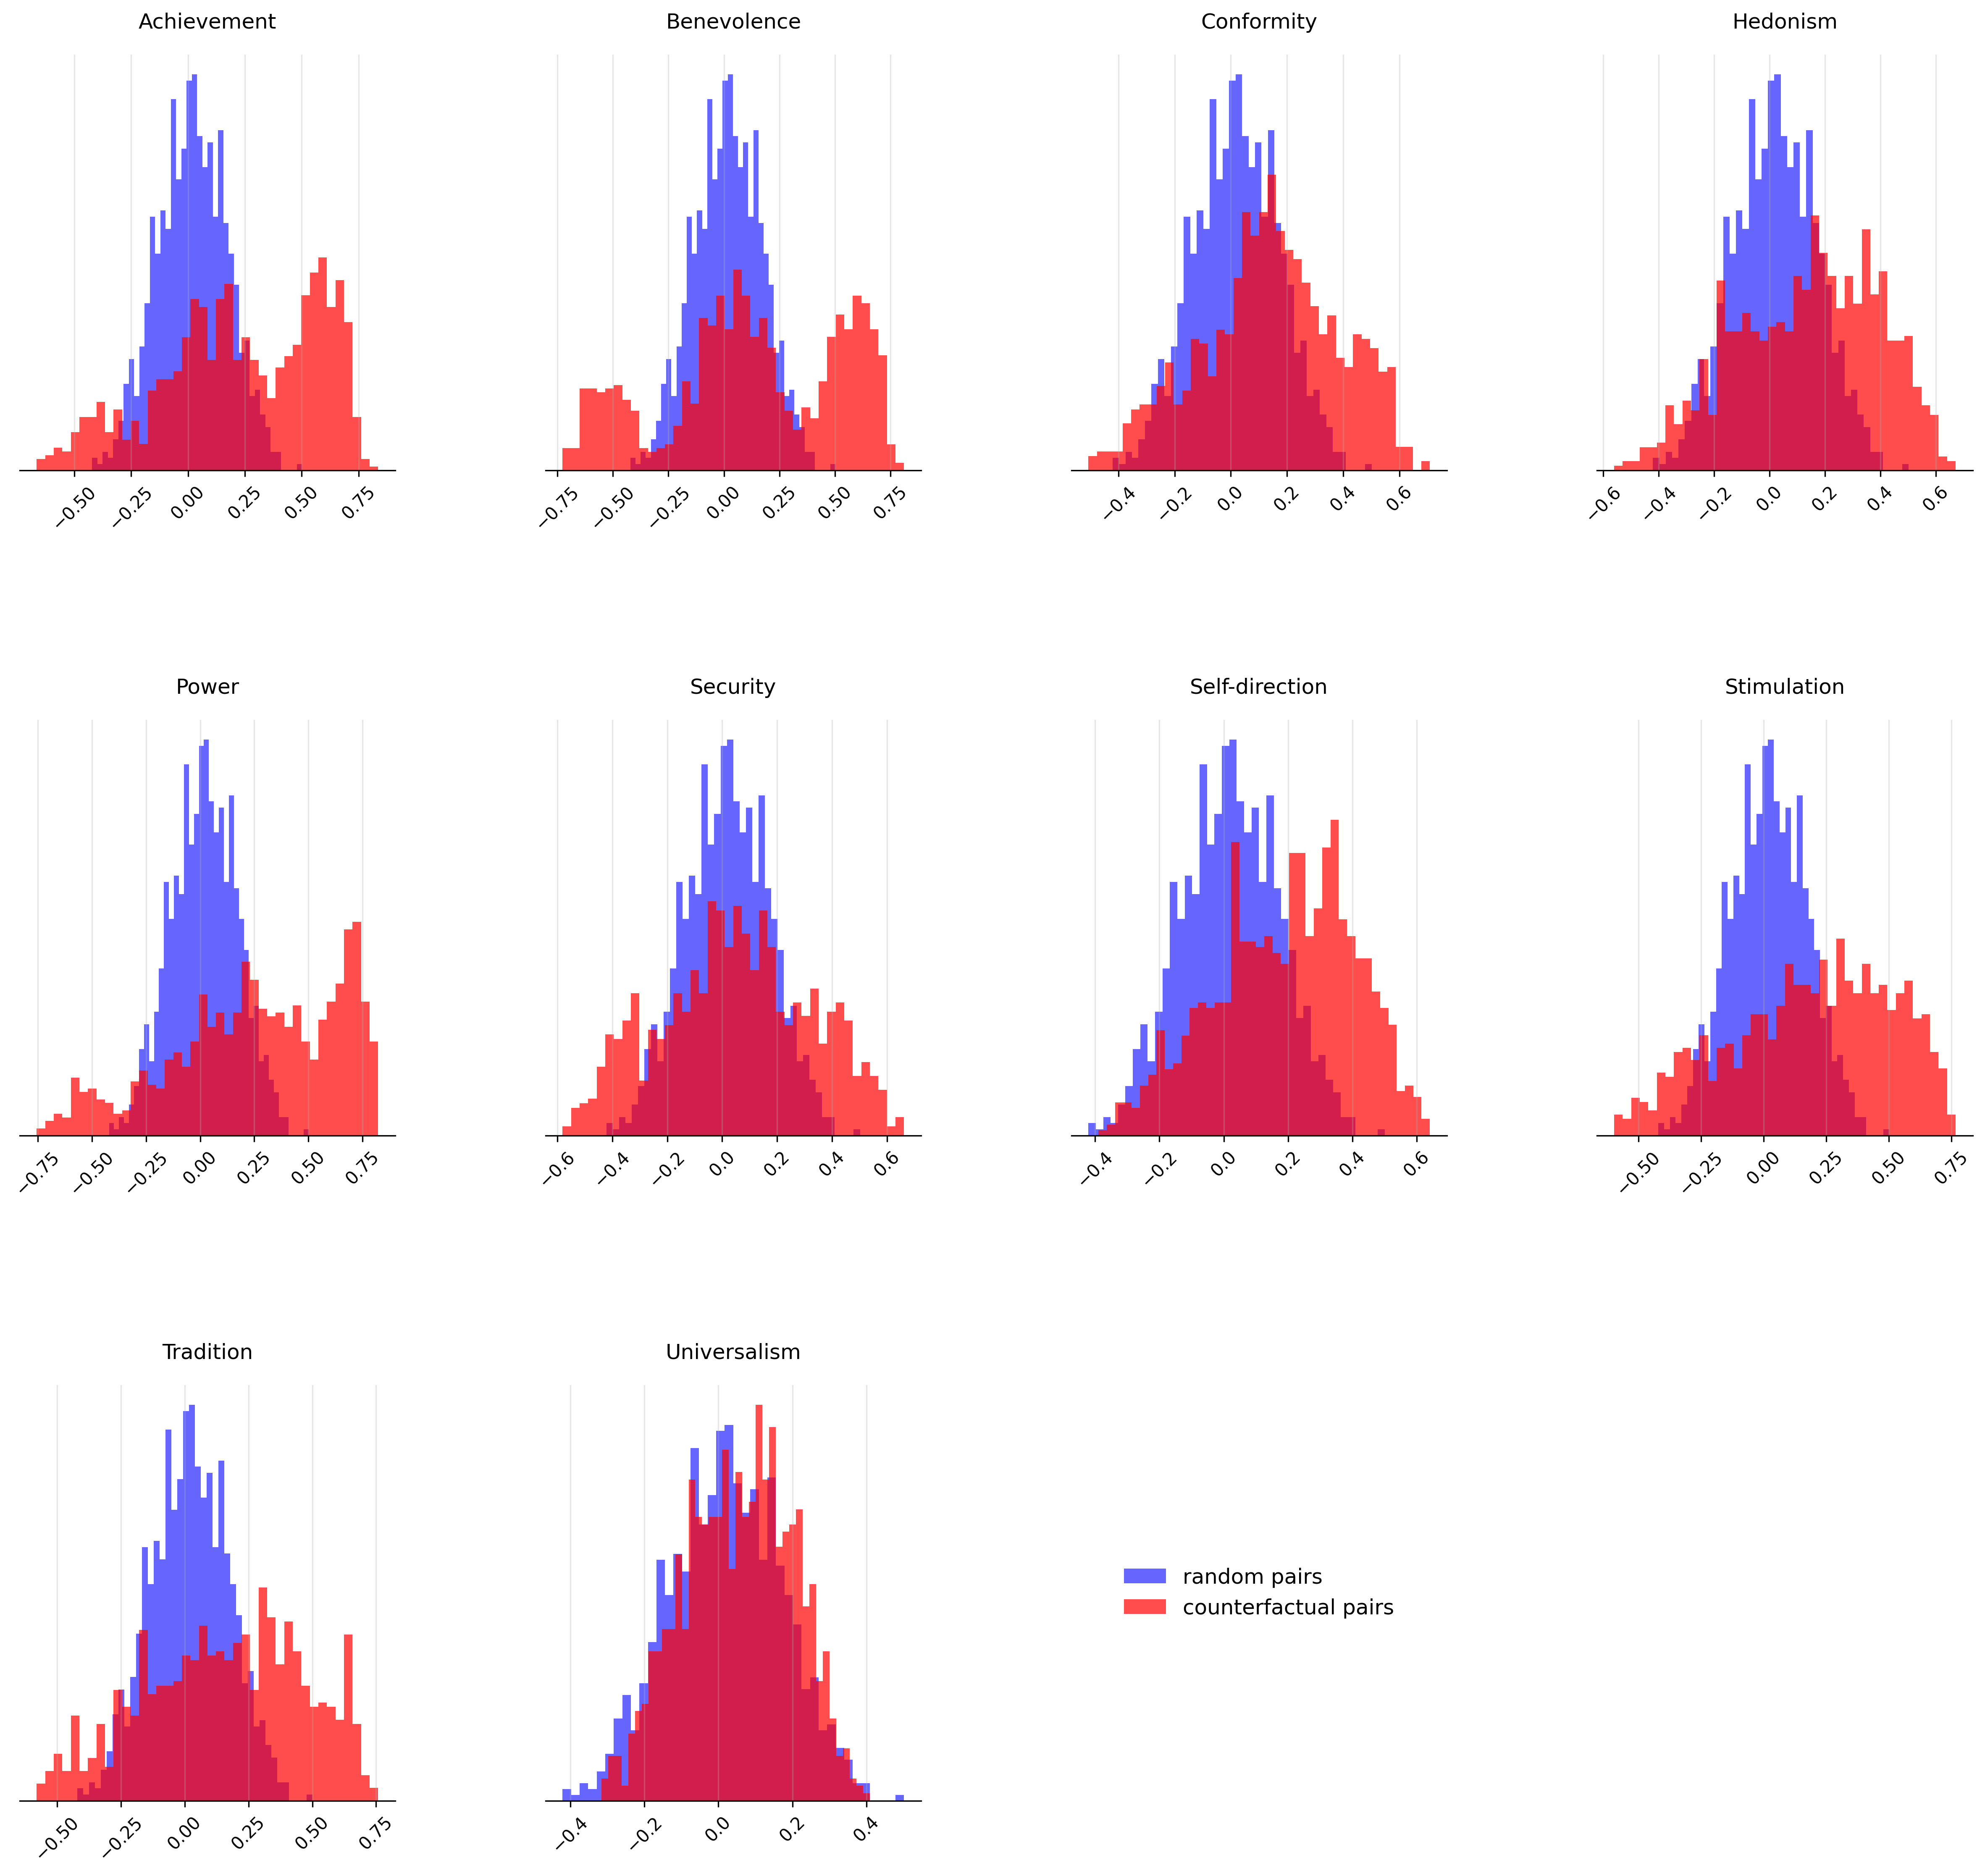 Achievement
Benevolence
Conformity
Hedonism
−0.50 −0.25 0.00 0.25 0.50 0.75
−0.75 −0.50 −0.25 0.00 0.25 0.50 0.75
−0.4 −0.2 0.0 0.2 0.4 0.6
−0.6 −0.4 −0.2 0.0 0.2 0.4 0.6
Power
Security
Self-direction
Stimulation
−0.75 −0.50 −0.25 0.00 0.25 0.50 0.75
−0.6 −0.4 −0.2 0.0 0.2 0.4 0.6
−0.4 −0.2 0.0 0.2 0.4 0.6
−0.50 −0.25 0.00 0.25 0.50 0.75
Tradition
Universalism
random pairs
counterfactual pairs
−0.50 −0.25 0.00 0.25 0.50 0.75
−0.4 −0.2 0.0 0.2 0.4